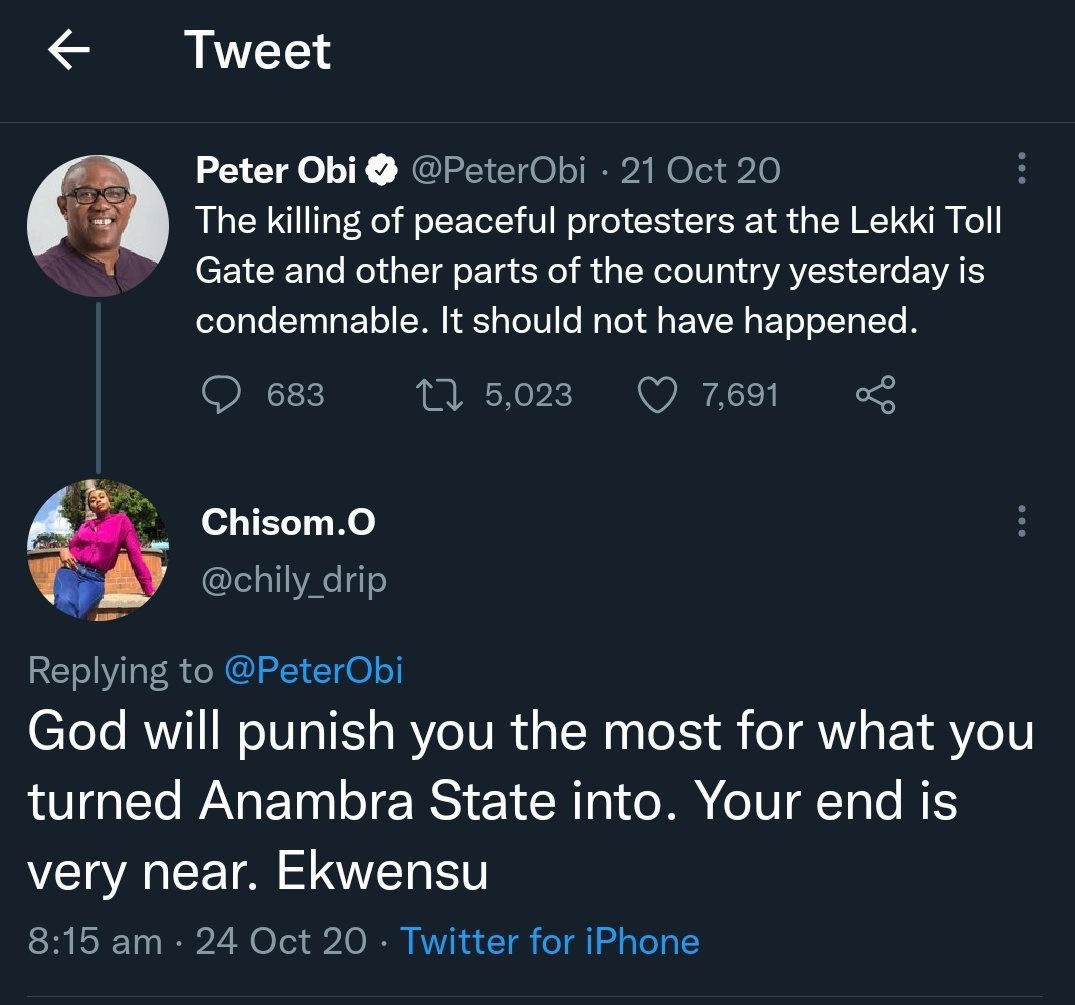 Tweet
Peter Obi @PeterObi · 21 Oct 20
The killing of peaceful protesters at the Lekki Toll
Gate and other parts of the country yesterday is
condemnable. It should not have happened.
683 5,023 7,691
Chisom.O
@chily_drip
Replying to @PeterObi
God will punish you the most for what you
turned Anambra State into. Your end is
very near. Ekwensu
8:15 am · 24 Oct 20 · Twitter for iPhone